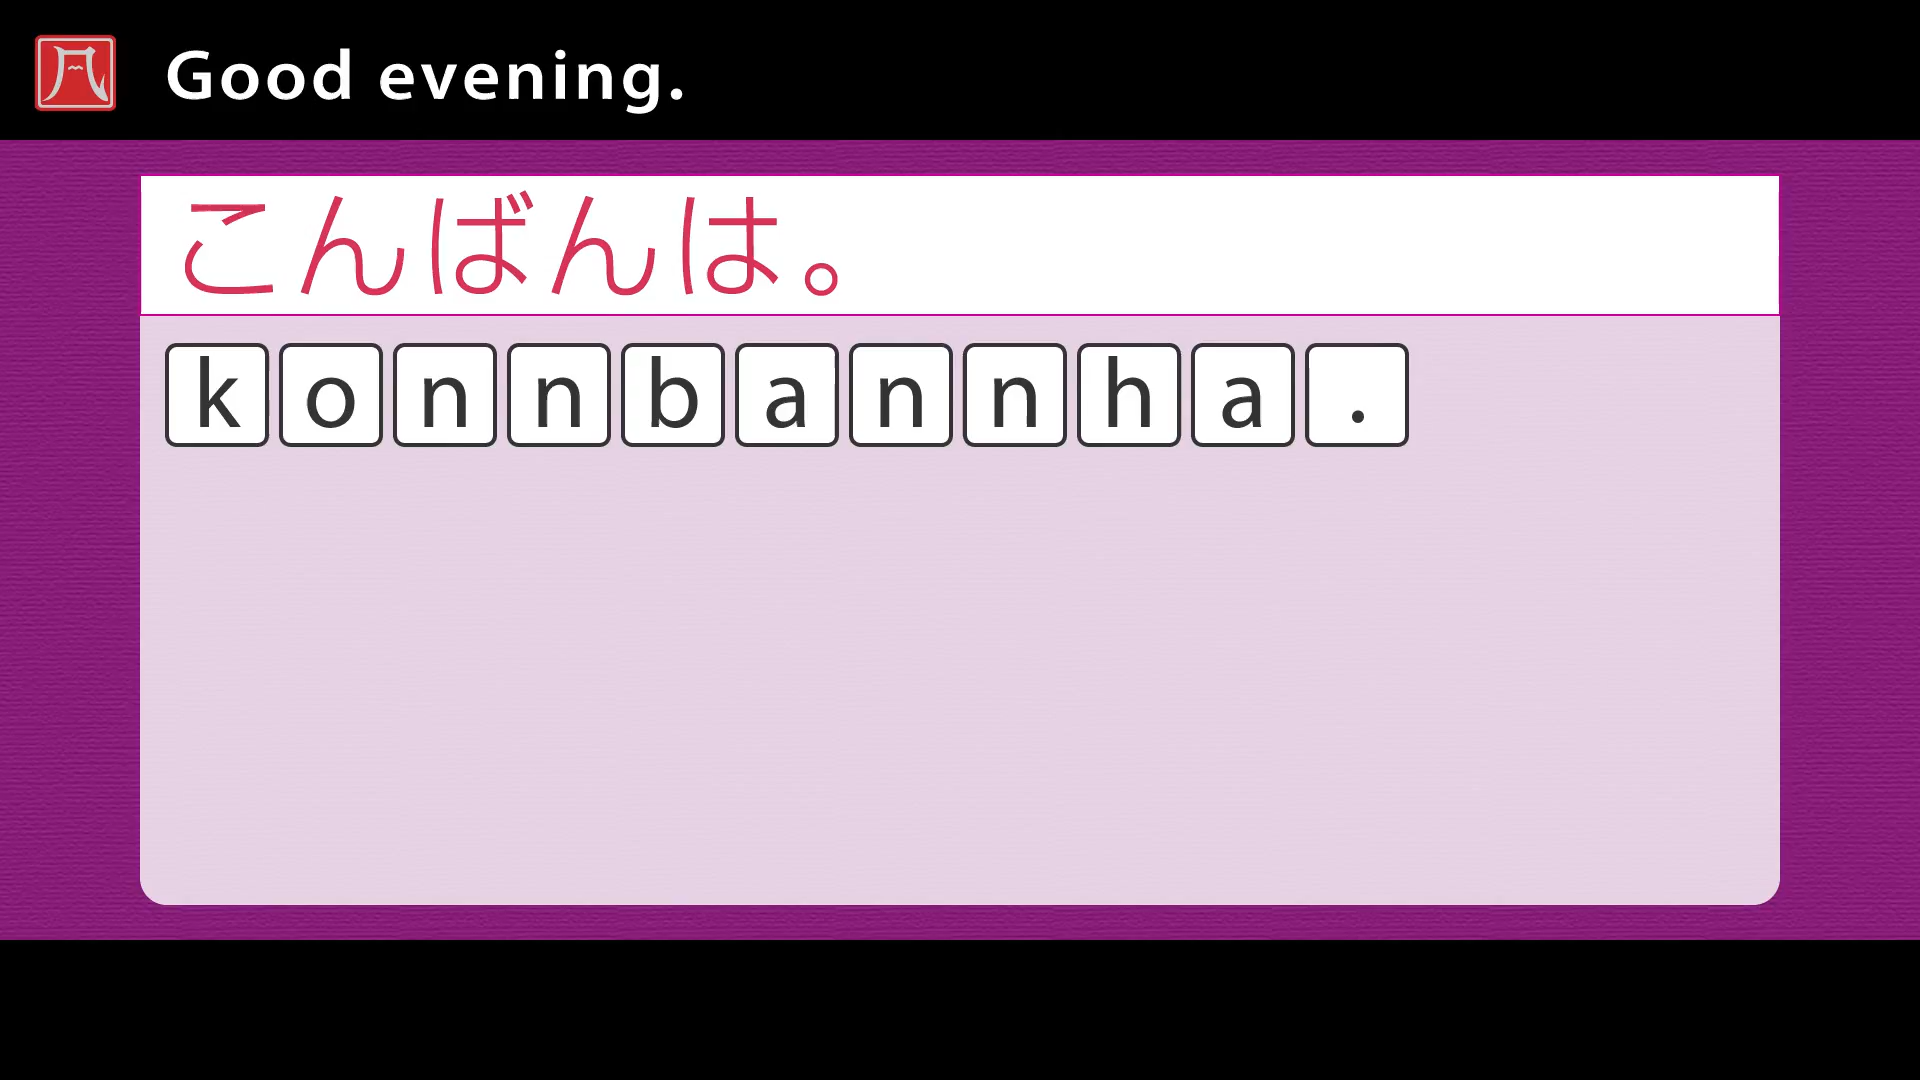 Good evening.
こんばんは。
konnbannha.